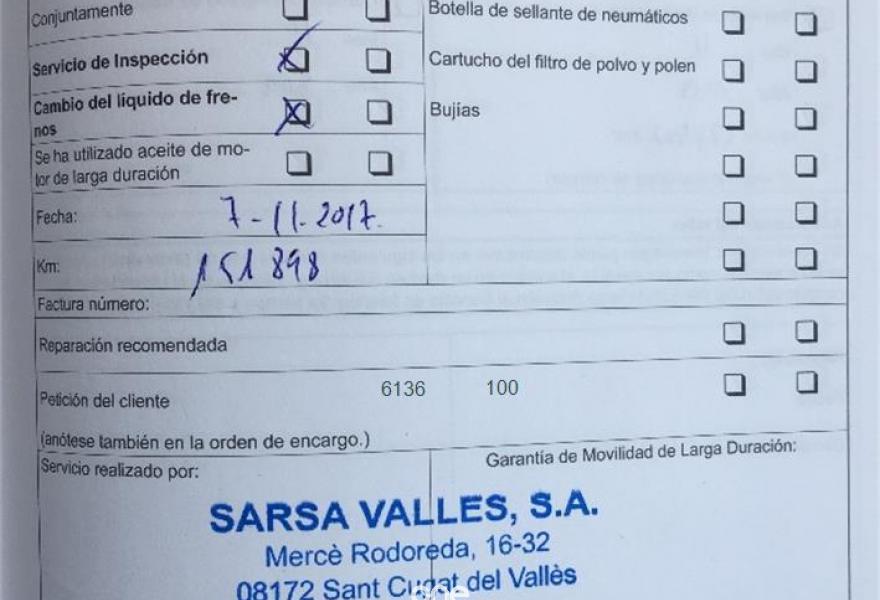 Conjuntamente
Servicio de Inspección
Cambio del líquido de fre-
nos
Se ha utilizado aceite de mo-
tor de larga duración
Fecha: 7-11-2017.
Km: 151 898
Factura número:
Botella de sellante de neumáticos
Cartucho del filtro de polvo y polen
Bujías
Reparación recomendada
Petición del cliente 6136 100
(anótese también en la orden de encargo.)
Servicio realizado por:
Garantía de Movilidad de Larga Duración:
SARSA VALLES, S.A.
Mercè Rodoreda, 16-32
08172 Sant Cugat del Vallès